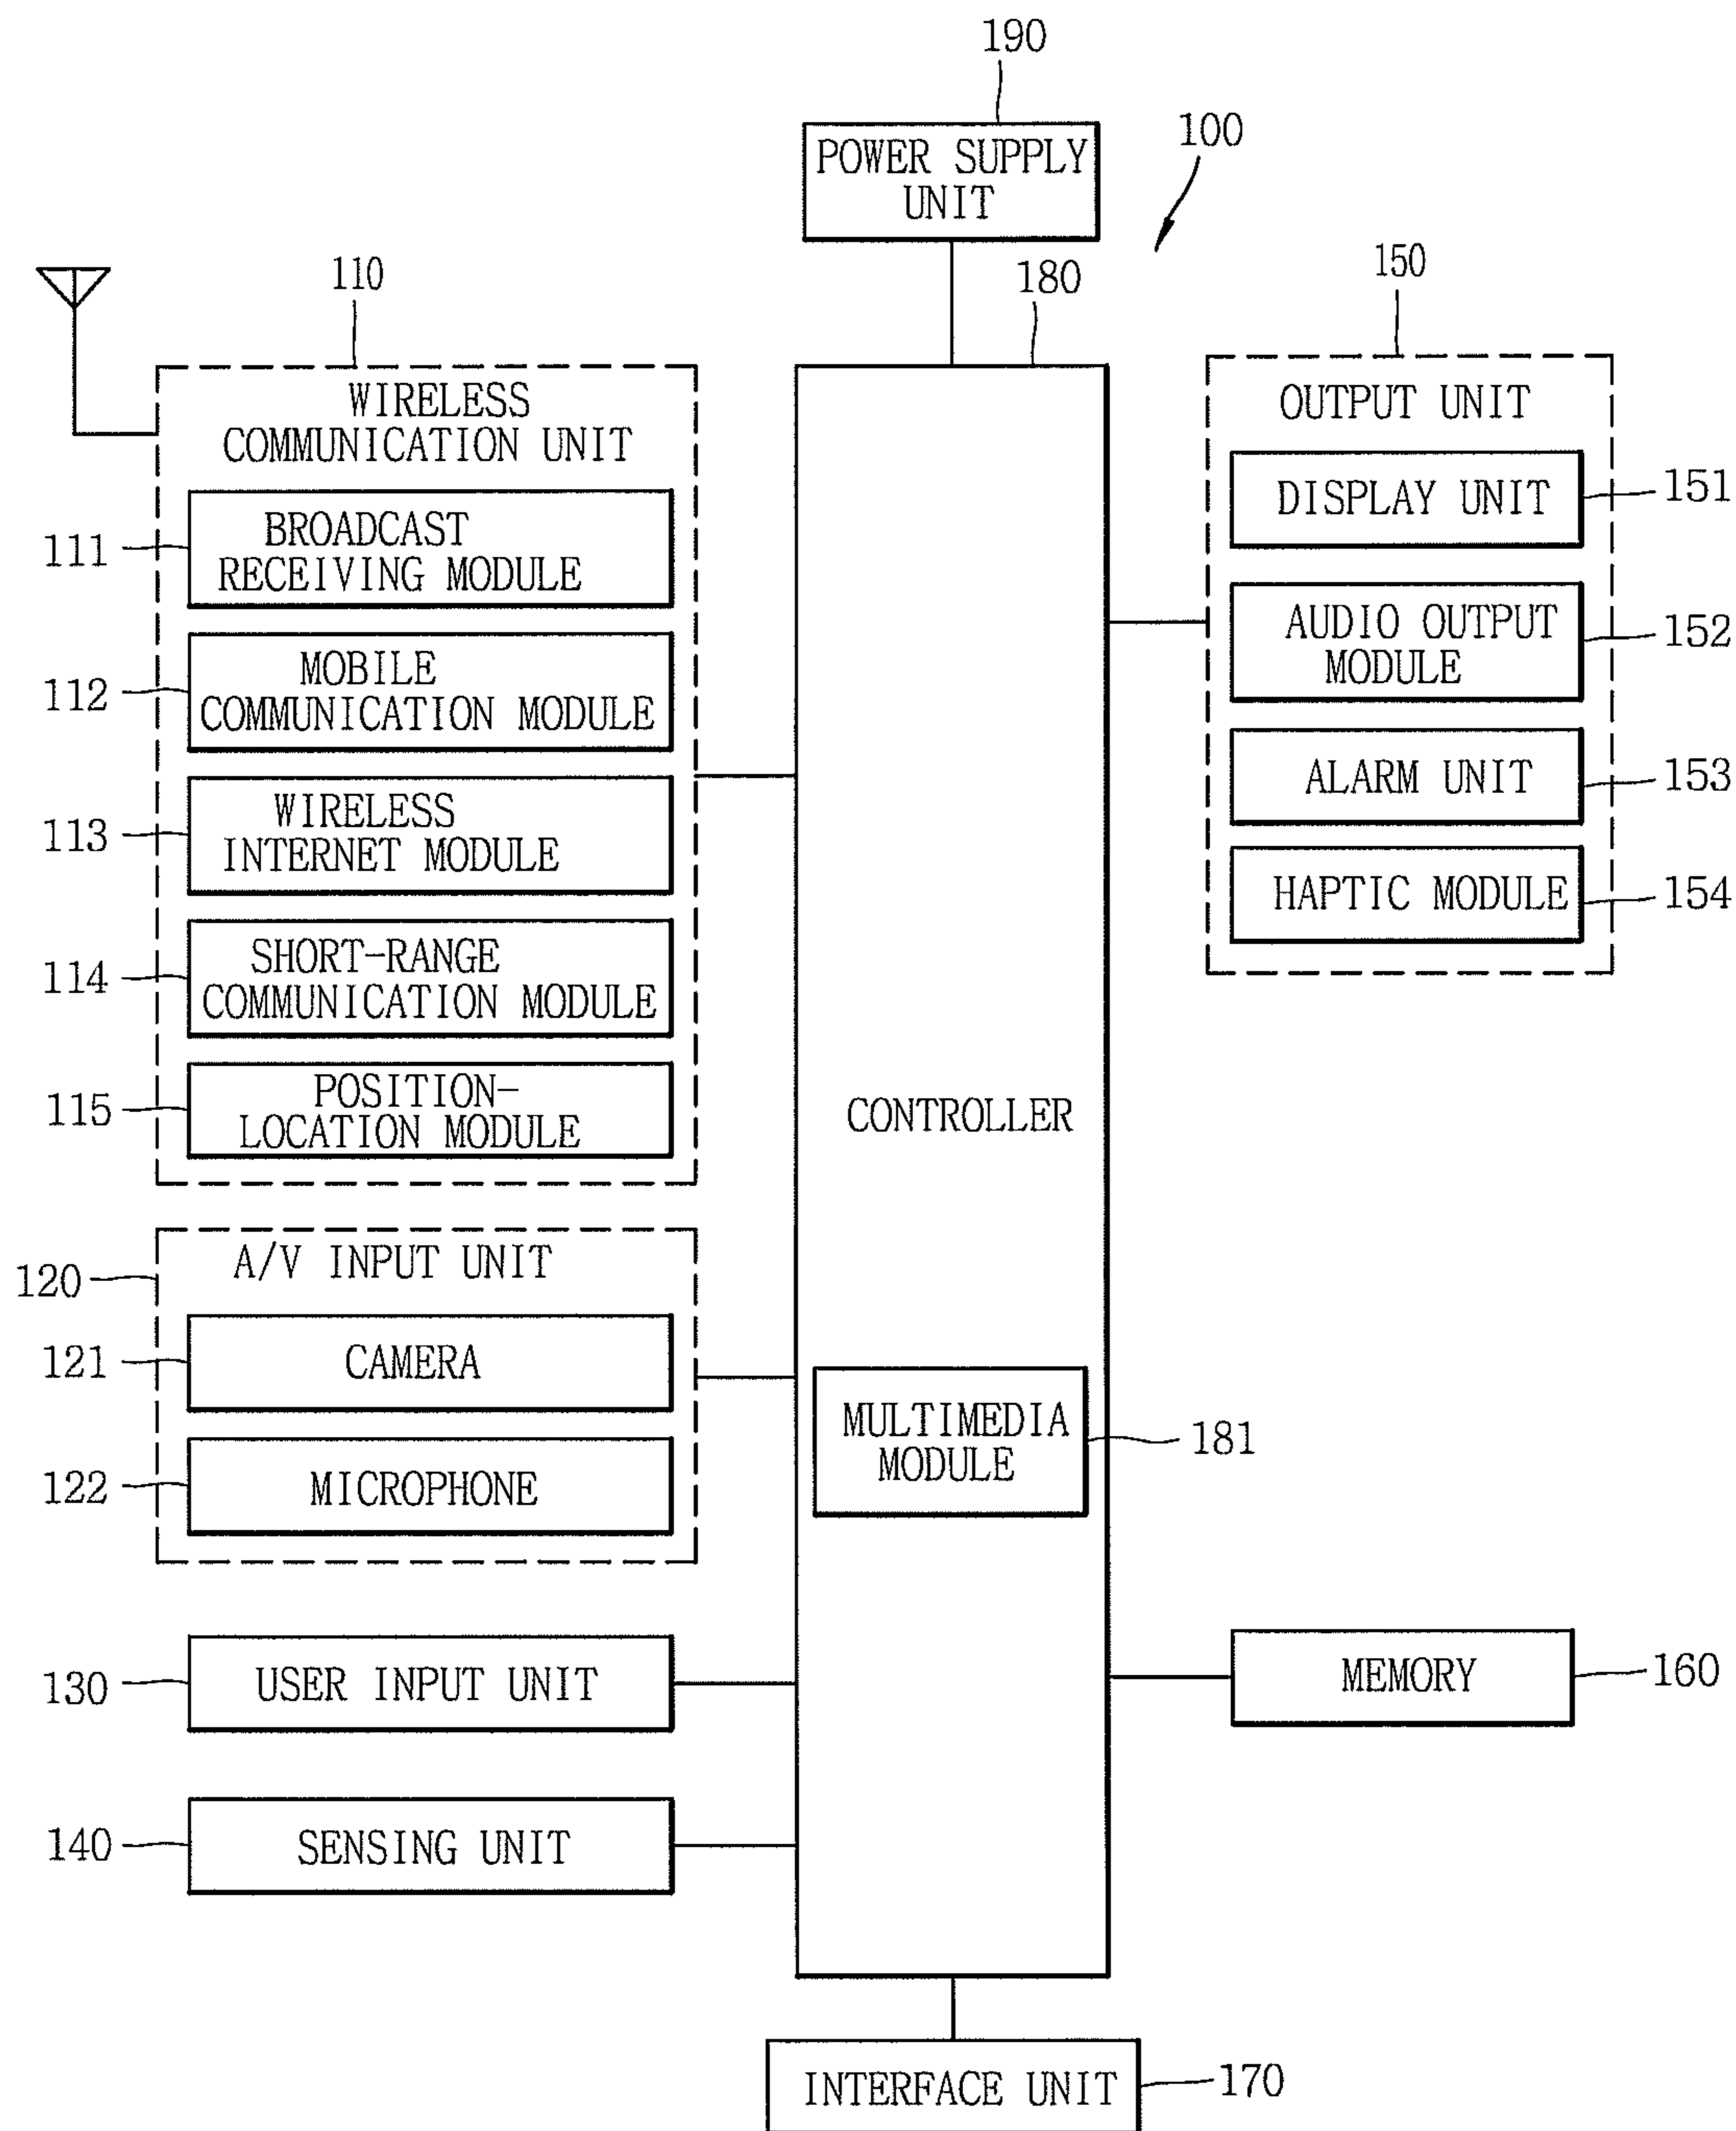 190
POWER SUPPLY
UNIT
100
180
110
WIRELESS
COMMUNICATION UNIT
111
BROADCAST
RECEIVING MODULE
112
MOBILE
COMMUNICATION MODULE
113
WIRELESS
INTERNET MODULE
114
SHORT-RANGE
COMMUNICATION MODULE
115
POSITION-
LOCATION MODULE
120
A/V INPUT UNIT
121
CAMERA
122
MICROPHONE
130
USER INPUT UNIT
140
SENSING UNIT
CONTROLLER
MULTIMEDIA
MODULE
181
150
OUTPUT UNIT
DISPLAY UNIT
151
AUDIO OUTPUT
MODULE
152
ALARM UNIT
153
HAPTIC MODULE
154
MEMORY
160
INTERFACE UNIT
170